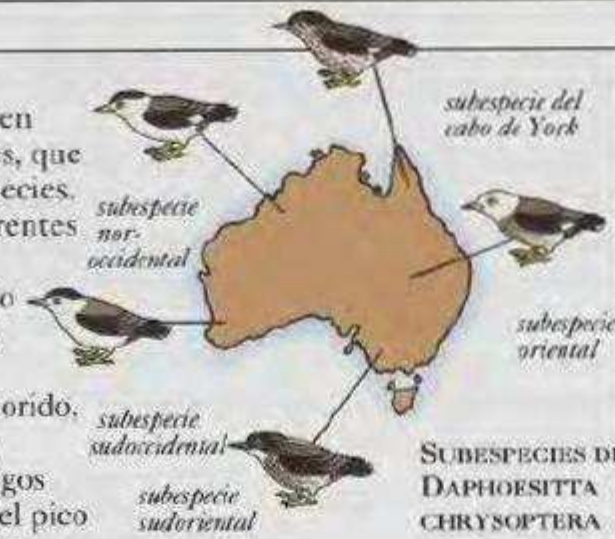 en
s, que
ecies.
rentes
o
orido,
gos
el pico
subespecie del
cabo de York
subespecie
nor-
occidental
subespecie
oriental
subespecie
sudoccidental
subespecie
sudoriental
SUBESPECIES DE
DAPHOESITTA
CHRYSOPTERA